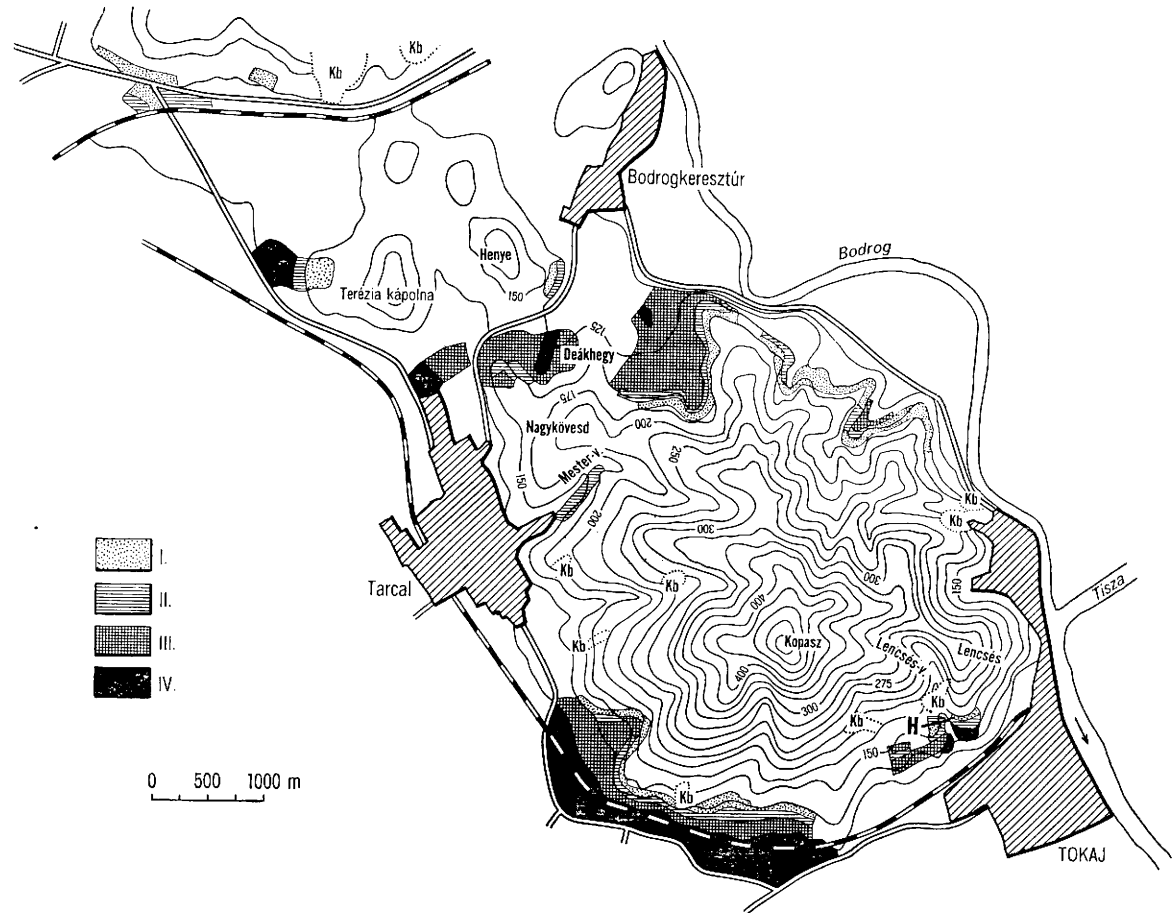 Kb
Kb
Bodrogkeresztúr
Bodrog
Henye
150
Terézia kápolna
125
Deákhegy
175
Nagykövesd
200
250
Mester-v.
150
200
300
Kb
Kb
Kb
Kb
300
150
Tarcal
400
Tisza
Kb
Kopasz
Lencsés-v.
Lencsés
400
275
300
Kb
Kb
H
150
Kb
I.
II.
III.
IV.
0 500 1000 m
TOKAJ